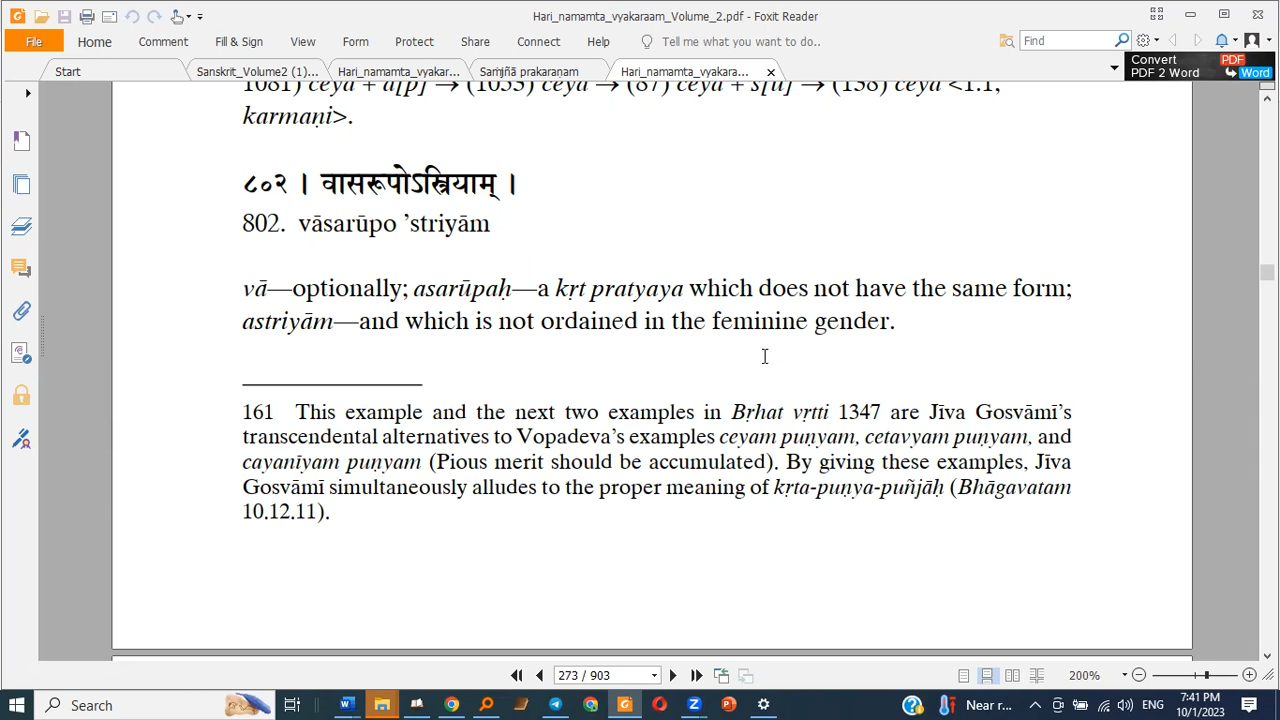 Hari_namamta_vyakaraam_Volume_2.pdf - Foxit Reader
File Home Comment Fill & Sign View Form Protect Share Connect Help Tell me what you want to do.. Find
Start Sanskrit_Volume2 (1)... Hari_namamta_vyakar... Saṁjñā prakaraṇam Hari_namamta_vyakara... Convert PDF
PDF 2 Word Word
karmaṇi>.
८०२ । वासरूपोऽस्त्रियाम् ।
802. vāsarūpo ’striyām
vā—optionally; asarūpaḥ—a kṛt pratyaya which does not have the same form;
astriyām—and which is not ordained in the feminine gender.
161 This example and the next two examples in Bṛhat vṛtti 1347 are Jīva Gosvāmī’s
transcendental alternatives to Vopadeva’s examples ceyam puṇyam, cetavyam puṇyam, and
cayanīyam puṇyam (Pious merit should be accumulated). By giving these examples, Jīva
Gosvāmī simultaneously alludes to the proper meaning of kṛta-puṇya-puñjāḥ (Bhāgavatam
10.12.11).
273 / 903 200%
Search Near r... ENG 7:41 PM
10/1/2023